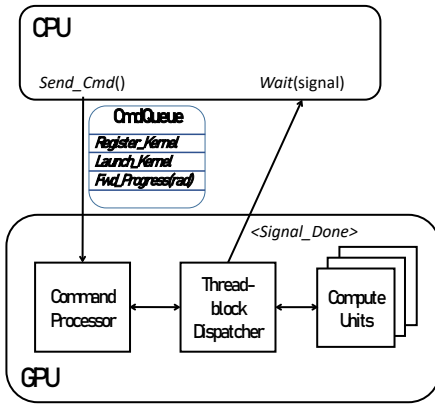 CPU
Send_Cmd()
Wait(signal)
CmdQueue
Register_Kernel
Launch_Kernel
Fwd_Progress(rad)
<Signal_Done>
Command
Processor
Thread-
block
Dispatcher
Compute
Units
GPU